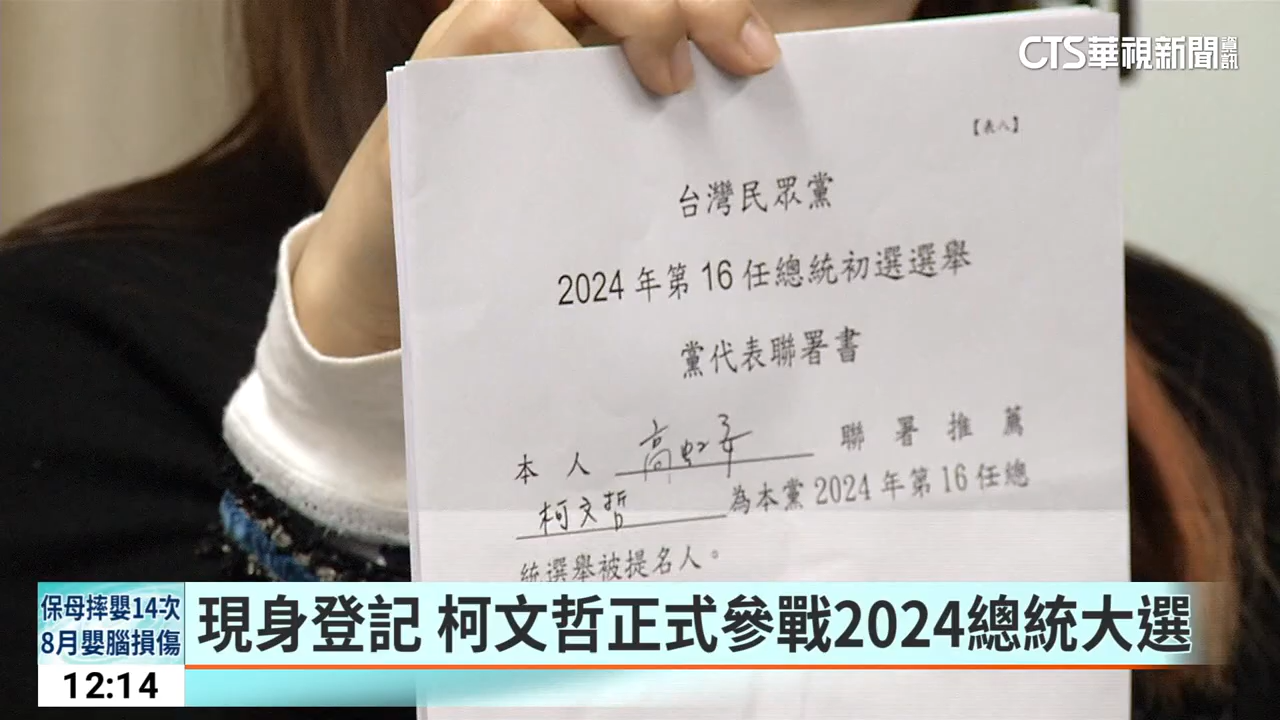 CTS華視新聞資訊
【表八】
台灣民眾黨
2024年第16任總統初選選舉
黨代表聯署書
本人 高虹安 聯署推薦
柯文哲 為本黨2024年第16任總
統選舉被提名人。
保母摔嬰14次
8月嬰腦損傷
12:14
現身登記 柯文哲正式參戰2024總統大選